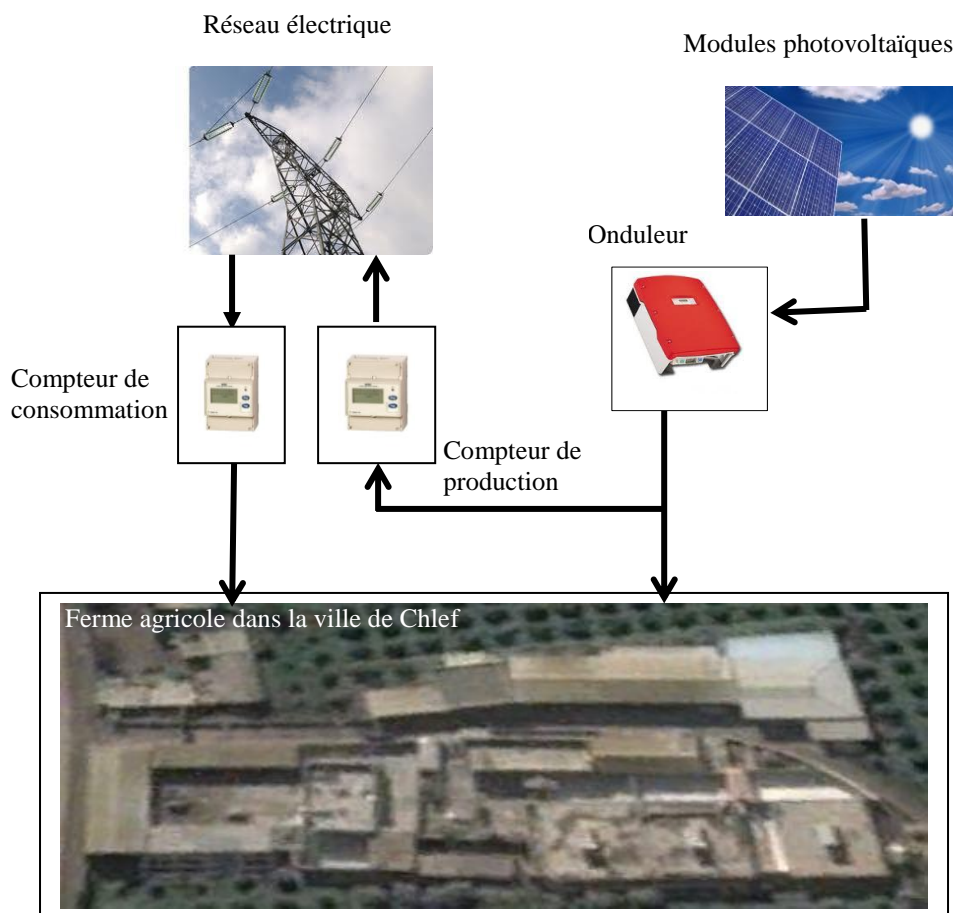 Réseau électrique
Modules photovoltaïques
Onduleur
Compteur de
consommation
Compteur de
production
Ferme agricole dans la ville de Chlef